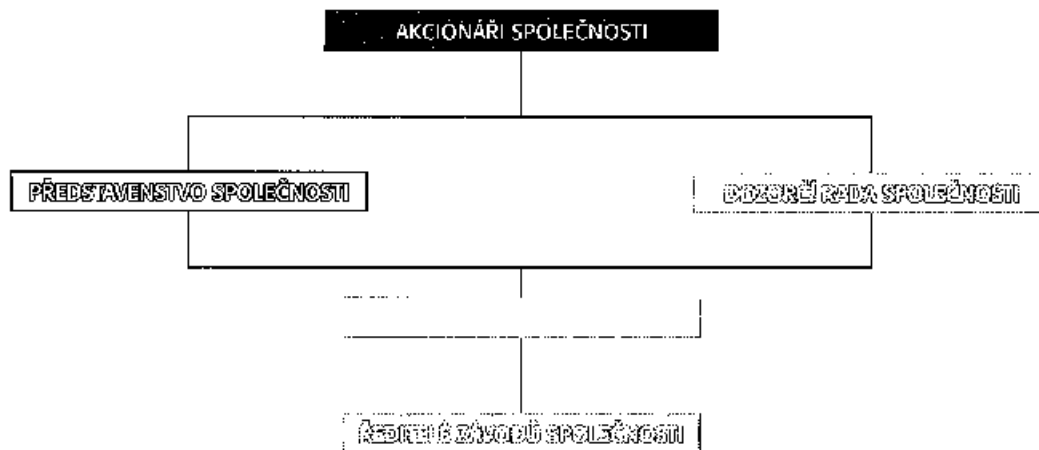 AKCIONÁŘI SPOLEČNOSTI
PŘEDSTAVENSTVO SPOLEČNOSTI
DOZORČÍ RADA SPOLEČNOSTI
ŘEDITELÉ ZÁVODŮ SPOLEČNOSTI